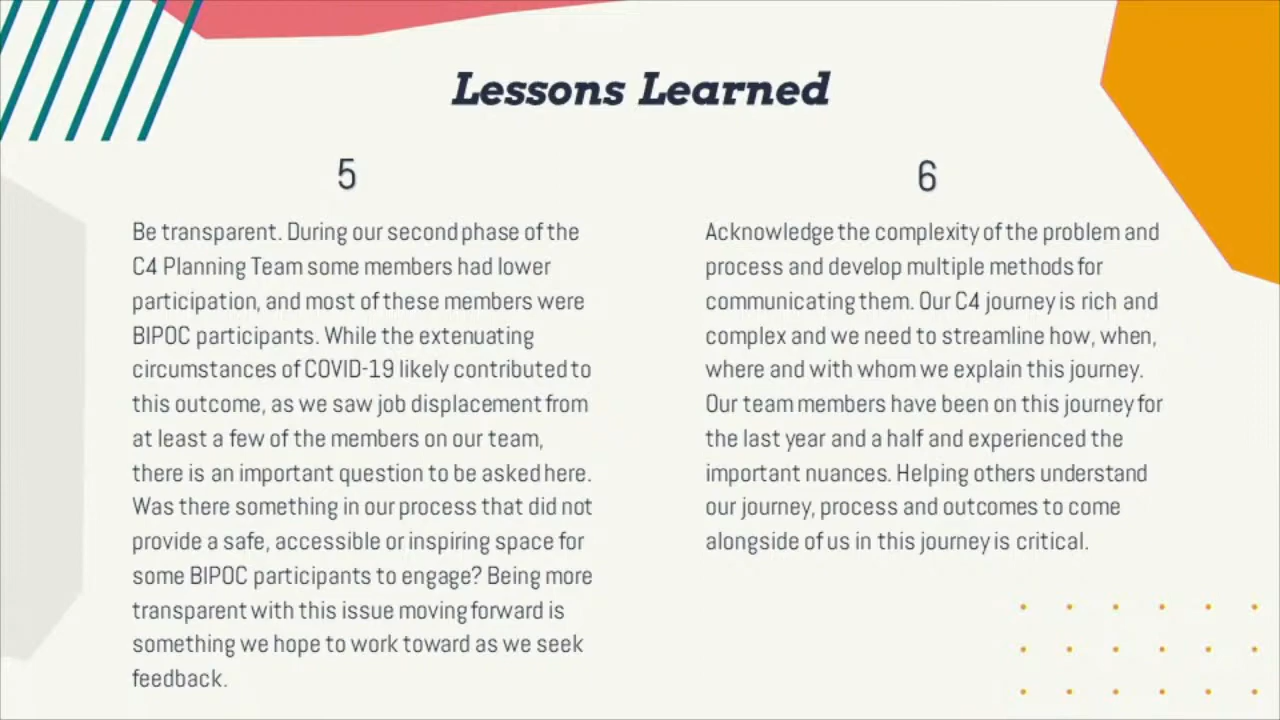 Lessons Learned
5
Be transparent. During our second phase of the
C4 Planning Team some members had lower
participation, and most of these members were
BIPOC participants. While the extenuating
circumstances of COVID-19 likely contributed to
this outcome, as we saw job displacement from
at least a few of the members on our team,
there is an important question to be asked here.
Was there something in our process that did not
provide a safe, accessible or inspiring space for
some BIPOC participants to engage? Being more
transparent with this issue moving forward is
something we hope to work toward as we seek
feedback.
6
Acknowledge the complexity of the problem and
process and develop multiple methods for
communicating them. Our C4 journey is rich and
complex and we need to streamline how, when,
where and with whom we explain this journey.
Our team members have been on this journey for
the last year and a half and experienced the
important nuances. Helping others understand
our journey, process and outcomes to come
alongside of us in this journey is critical.